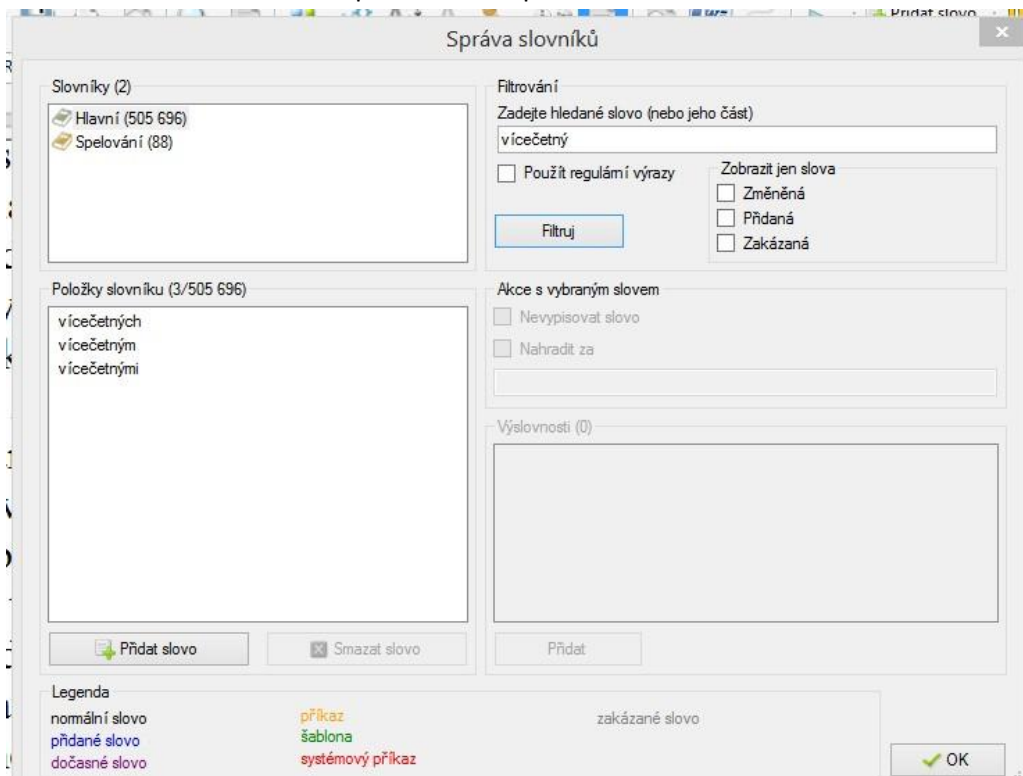 Přidat slovo
Správa slovníků
Slovníky (2)
Hlavní (505 696)
Spelování (88)
Filtrování
Zadejte hledané slovo (nebo jeho část)
vícečetný
Použít regulární výrazy
Zobrazit jen slova
Změněná
Přidaná
Zakázaná
Filtruj
Položky slovníku (3/505 696)
vícečetných
vícečetným
vícečetnými
Akce s vybraným slovem
Nevypisovat slovo
Nahradit za
Výslovnosti (0)
Přidat slovo
Smazat slovo
Přidat
Legenda
normální slovo
příkaz
zakázané slovo
přidané slovo
šablona
dočasné slovo
systémový příkaz
OK